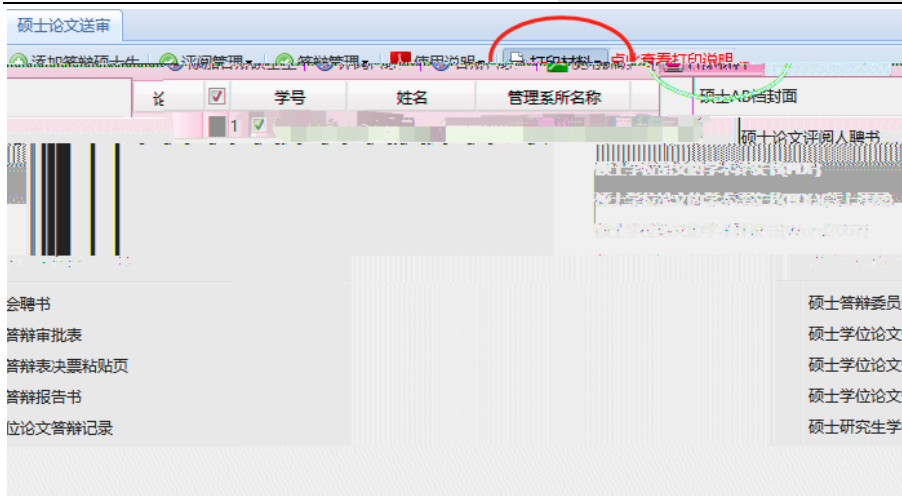 硕士论文送审
添加答辩硕士生 评阅管理 答辩管理 使用说明 打印材料 点此查看打印说明
论 学号 姓名 管理系所名称 硕士AB档封面
1 硕士论文评阅人聘书
会聘书 硕士答辩委员
答辩审批表 硕士学位论文
答辩表决票粘贴页 硕士学位论文
答辩报告书 硕士学位论文
位论文答辩记录 硕士研究生学